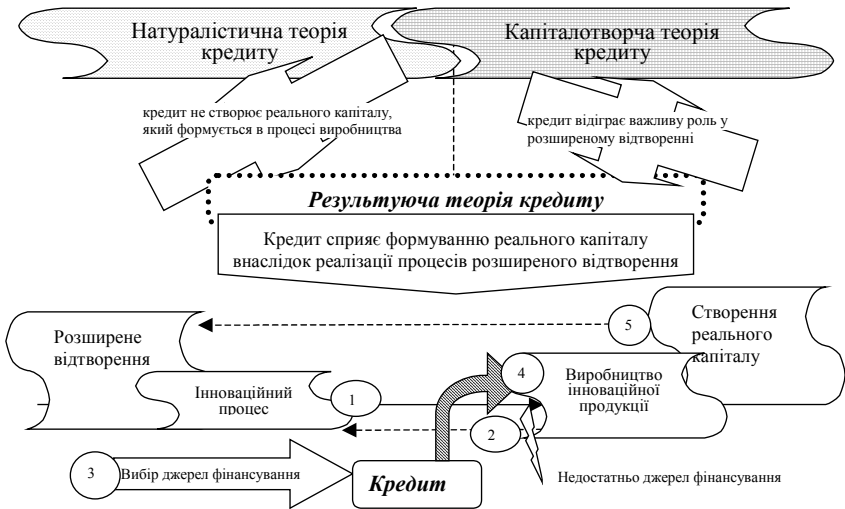 Натуралістична теорія
кредиту
Капіталотворча теорія
кредиту
кредит не створює реального капіталу,
який формується в процесі виробництва
кредит відіграє важливу роль у
розширеному відтворенні
Результуюча теорія кредиту
Кредит сприяє формуванню реального капіталу
внаслідок реалізації процесів розширеного відтворення
Розширене
відтворення
5
Створення
реального
капіталу
Інноваційний
процес
1
4
Виробництво
інноваційної
продукції
2
3
Вибір джерел фінансування
Кредит
Недостатньо джерел фінансування